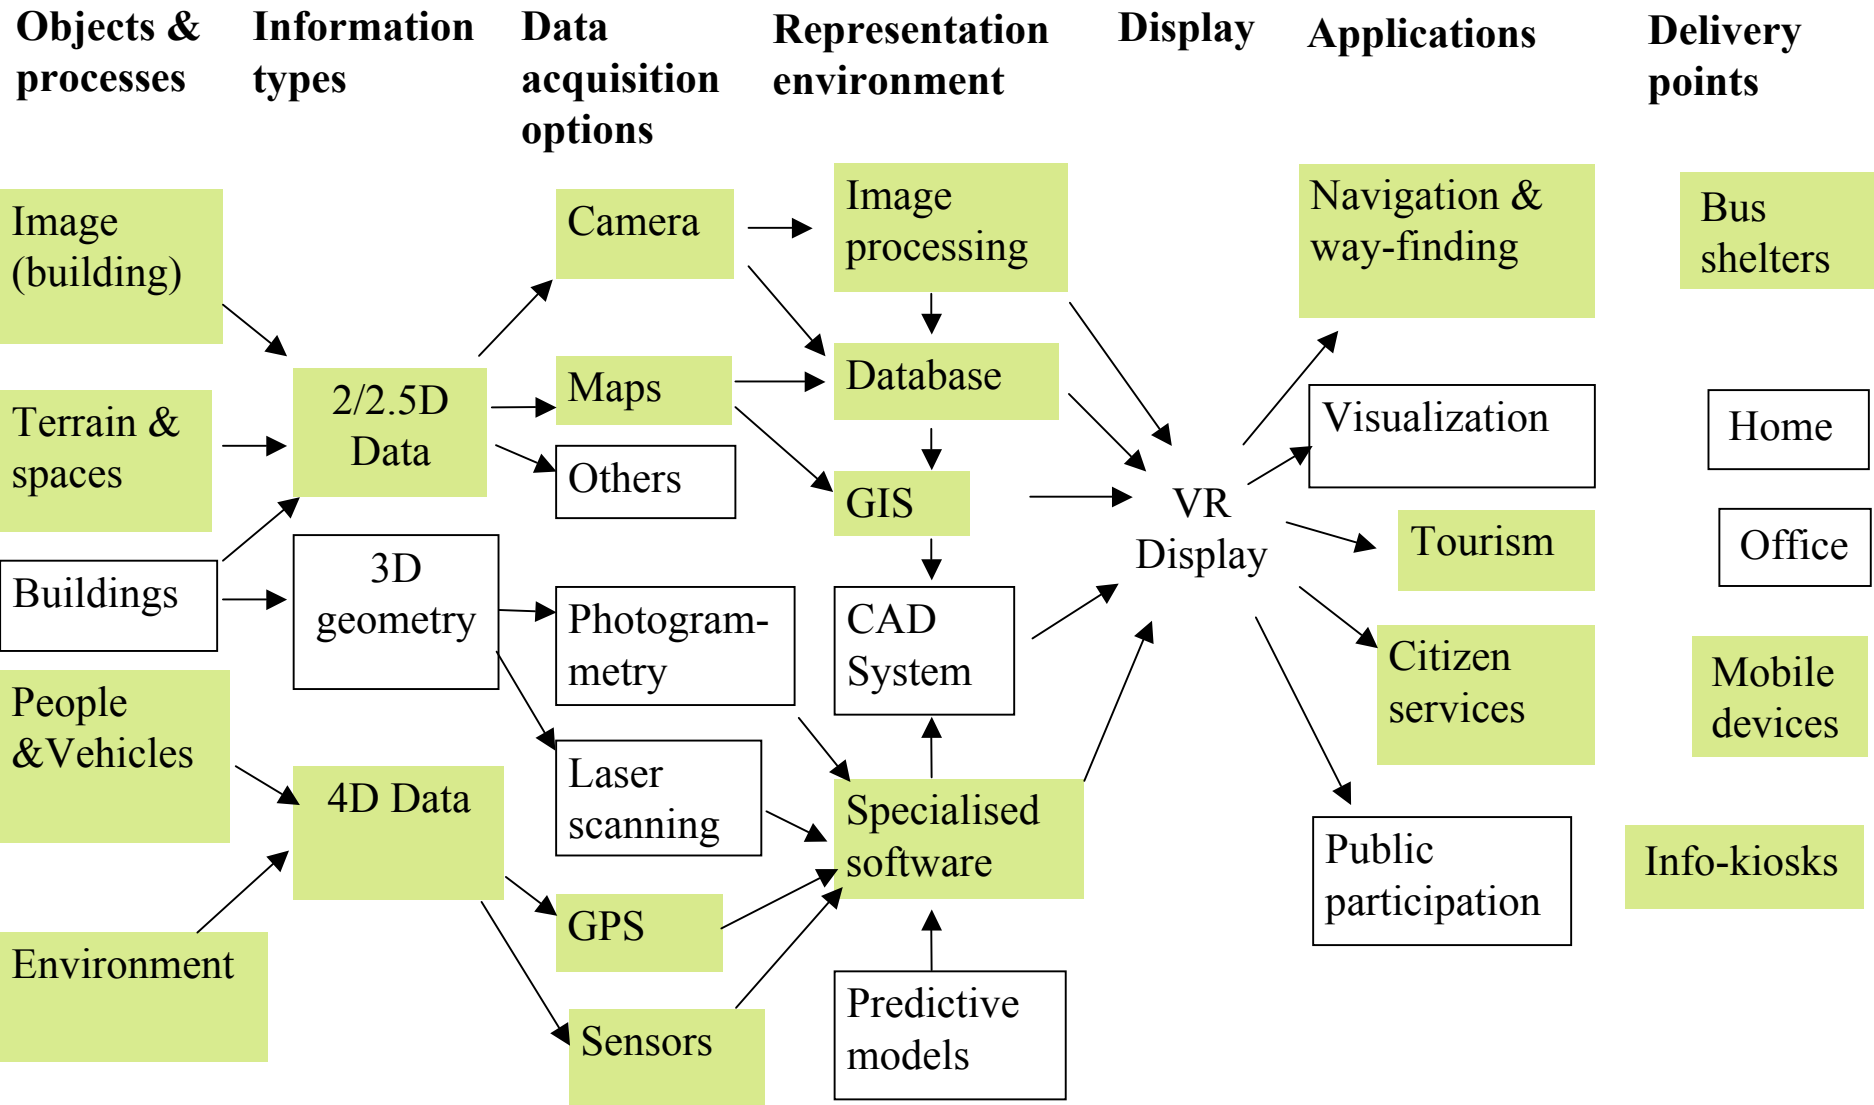 Objects &
processes
Information
types
Data
acquisition
options
Representation
environment
Display
Applications
Delivery
points
Image
(building)
Terrain &
spaces
Buildings
People
&Vehicles
Environment
2/2.5D
Data
3D
geometry
4D Data
Camera
Maps
Others
Photogram-
metry
Laser
scanning
GPS
Sensors
Image
processing
Database
GIS
CAD
System
Specialised
software
Predictive
models
VR
Display
Navigation &
way-finding
Visualization
Tourism
Citizen
services
Public
participation
Bus
shelters
Home
Office
Mobile
devices
Info-kiosks